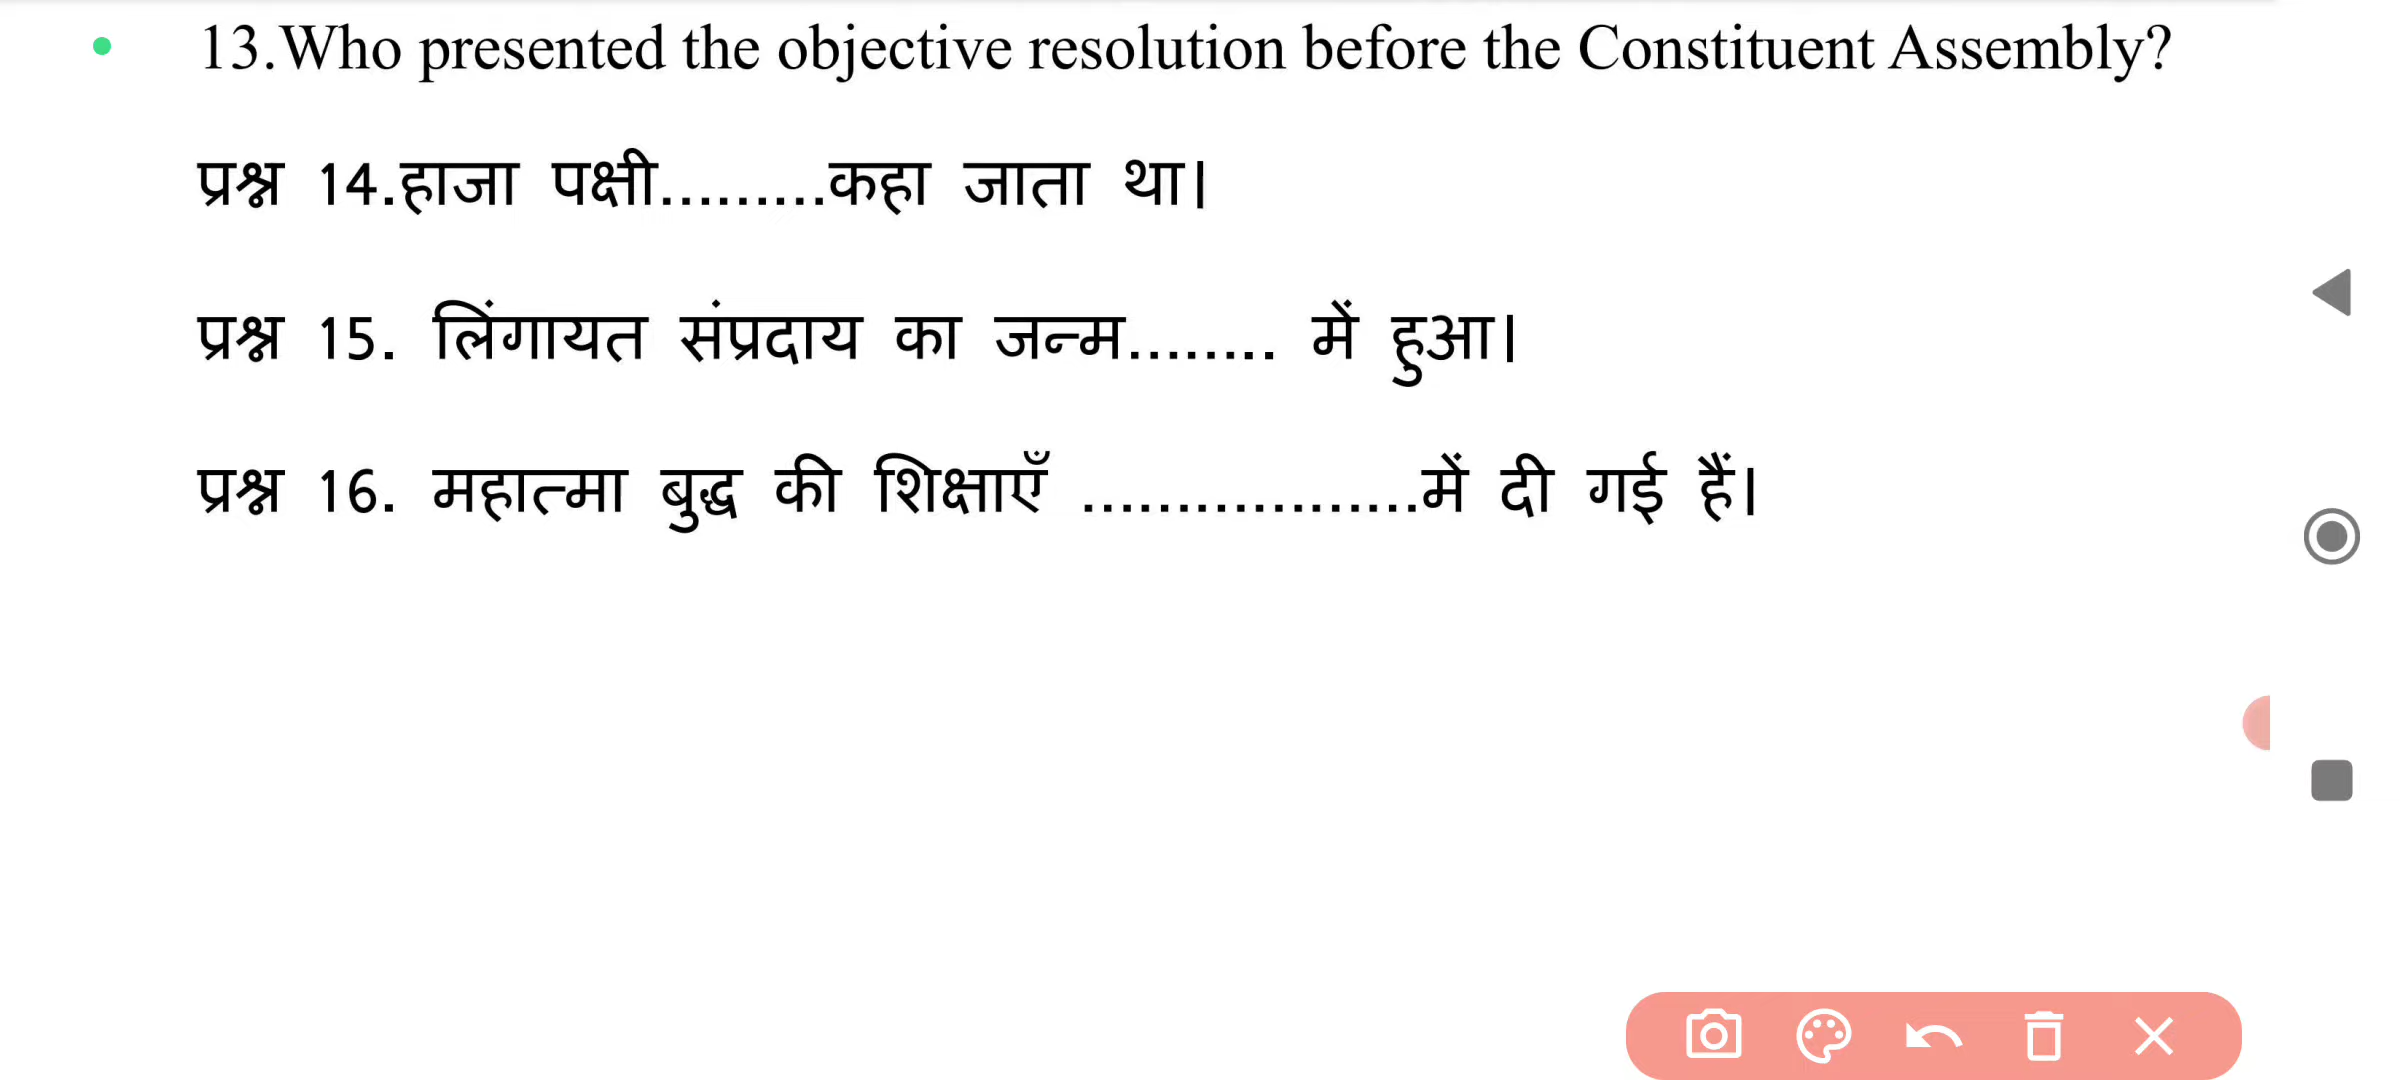 13.Who presented the objective resolution before the Constituent Assembly?
प्रश्न 14.हाजा पक्षी.........कहा जाता था।
प्रश्न 15. लिंगायत संप्रदाय का जन्म........ में हुआ।
प्रश्न 16. महात्मा बुद्ध की शिक्षाएँ ..................में दी गई हैं।